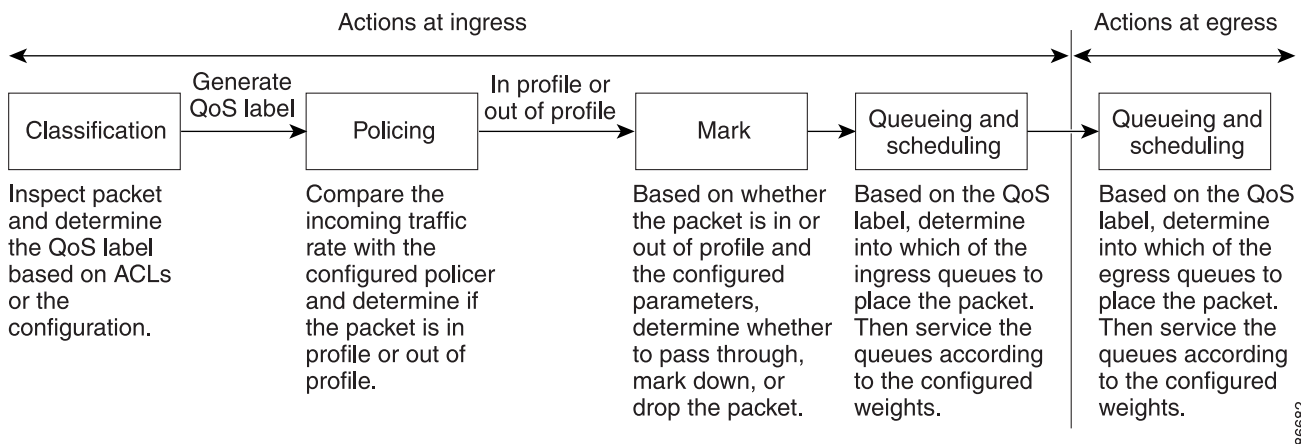 Actions at ingress
Actions at egress
Generate
QoS label
In profile or
out of profile
Classification
Policing
Mark
Queueing and
scheduling
Queueing and
scheduling
Inspect packet
and determine
the QoS label
based on ACLs
or the
configuration.
Compare the
incoming traffic
rate with the
configured policer
and determine if
the packet is in
profile or out of
profile.
Based on whether
the packet is in or
out of profile and
the configured
parameters,
determine whether
to pass through,
mark down, or
drop the packet.
Based on the QoS
label, determine
into which of the
ingress queues to
place the packet.
Then service the
queues according
to the configured
weights.
Based on the QoS
label, determine
into which of the
egress queues to
place the packet.
Then service the
queues according
to the configured
weights.